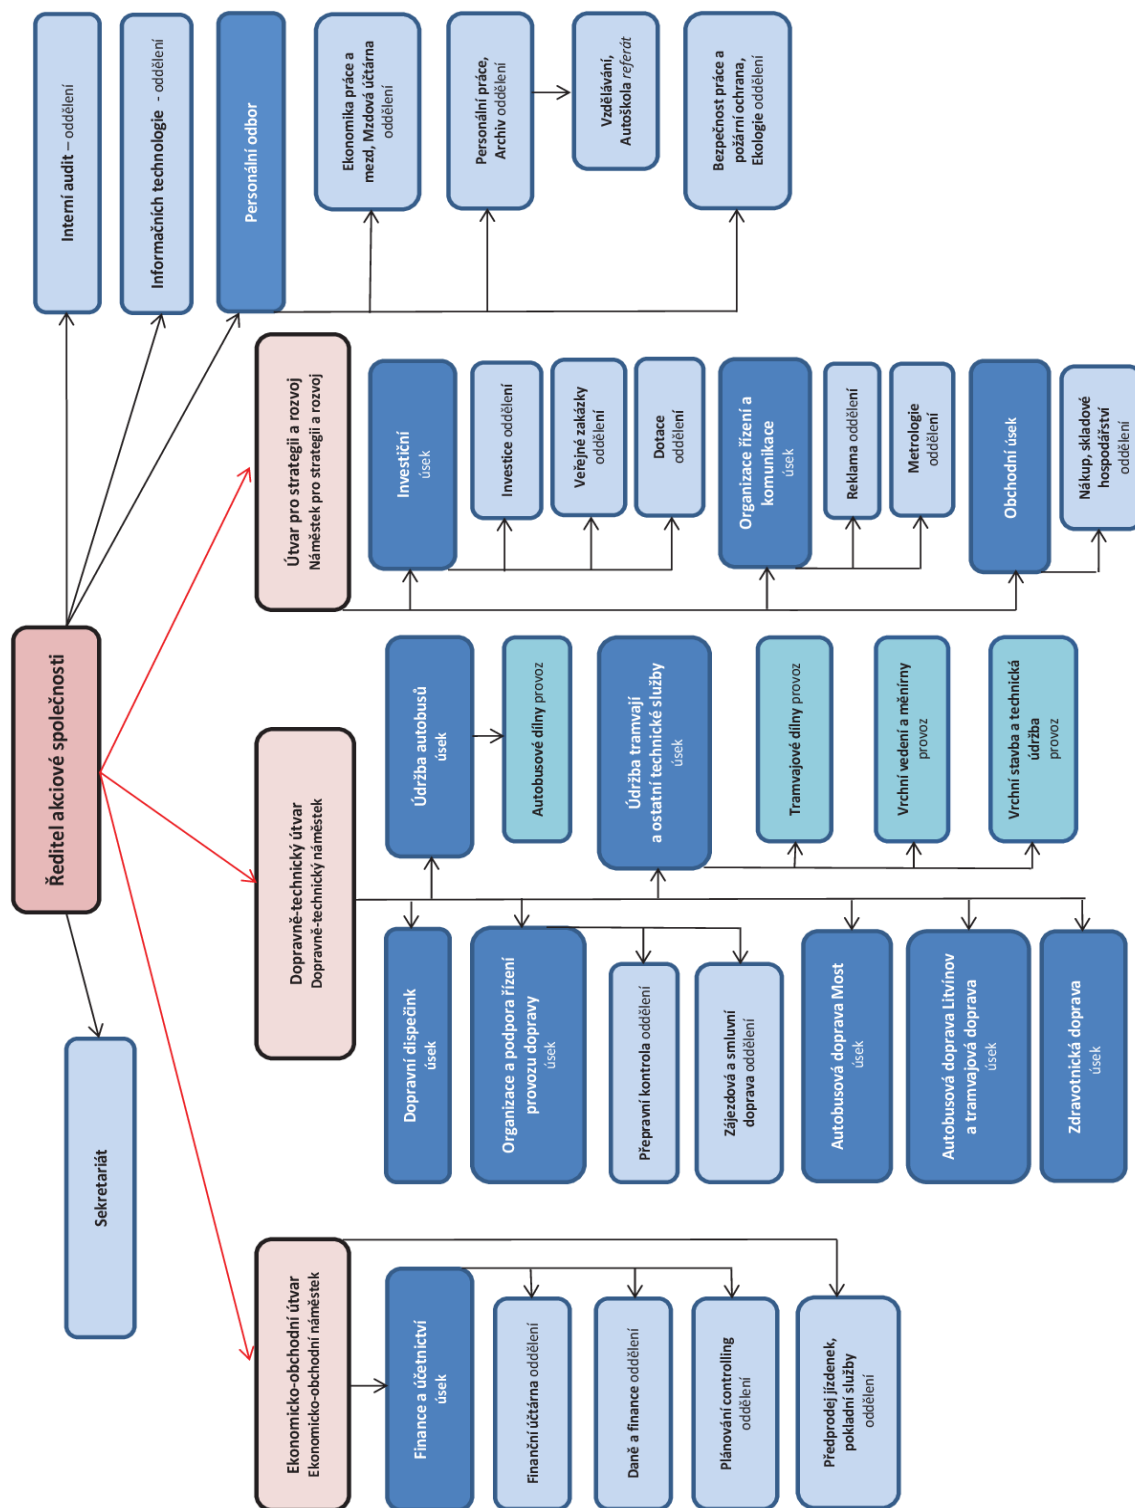 Ředitel akciové společnosti
Sekretariát
Interní audit – oddělení
Informačních technologie - oddělení
Personální odbor
Ekonomika práce a
mezd, Mzdová účtárna
oddělení
Personální práce,
Archiv oddělení
Vzdělávání,
Autoškola referát
Bezpečnost práce a
požární ochrana,
Ekologie oddělení
Ekonomicko-obchodní útvar
Ekonomicko-obchodní náměstek
Finance a účetnictví
úsek
Finanční účtárna oddělení
Daně a finance oddělení
Plánování controlling
oddělení
Předprodej jízdenek,
pokladní služby
oddělení
Dopravně-technický útvar
Dopravně-technický náměstek
Dopravní dispečink
úsek
Organizace a podpora řízení
provozu dopravy
úsek
Přepravní kontrola oddělení
Zájezdová a smluvní
doprava oddělení
Autobusová doprava Most
úsek
Autobusová doprava Litvínov
a tramvajová doprava
úsek
Zdravotnická doprava
úsek
Údržba autobusů
úsek
Autobusové dílny provoz
Údržba tramvají
a ostatní technické služby
úsek
Tramvajové dílny provoz
Vrchní vedení a měnírny
provoz
Vrchní stavba a technická
údržba
provoz
Útvar pro strategii a rozvoj
Náměstek pro strategii a rozvoj
Investiční
úsek
Investice oddělení
Veřejné zakázky
oddělení
Dotace
oddělení
Organizace řízení a
komunikace
úsek
Reklama oddělení
Metrologie
oddělení
Obchodní úsek
Nákup, skladové
hospodářství
oddělení